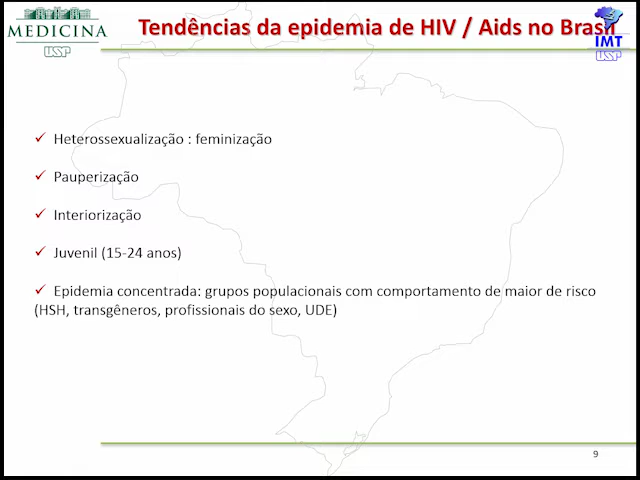 MEDICINA
USP
Tendências da epidemia de HIV / Aids no Brasil
IMT
USP
✓ Heterossexualização : feminização
✓ Pauperização
✓ Interiorização
✓ Juvenil (15-24 anos)
✓ Epidemia concentrada: grupos populacionais com comportamento de maior de risco
(HSH, transgêneros, profissionais do sexo, UDE)
9